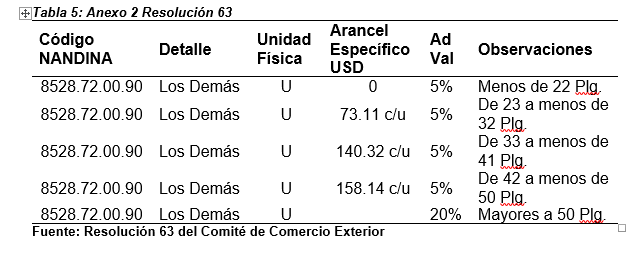 Tabla 5: Anexo 2 Resolución 63
Código NANDINA Detalle Unidad Física Arancel Específico USD Ad Val Observaciones
8528.72.00.90 Los Demás U 0 5% Menos de 22 Plg.
8528.72.00.90 Los Demás U 73.11 c/u 5% De 23 a menos de 32 Plg.
8528.72.00.90 Los Demás U 140.32 c/u 5% De 33 a menos de 41 Plg.
8528.72.00.90 Los Demás U 158.14 c/u 5% De 42 a menos de 50 Plg.
8528.72.00.90 Los Demás U 20% Mayores a 50 Plg.
Fuente: Resolución 63 del Comité de Comercio Exterior